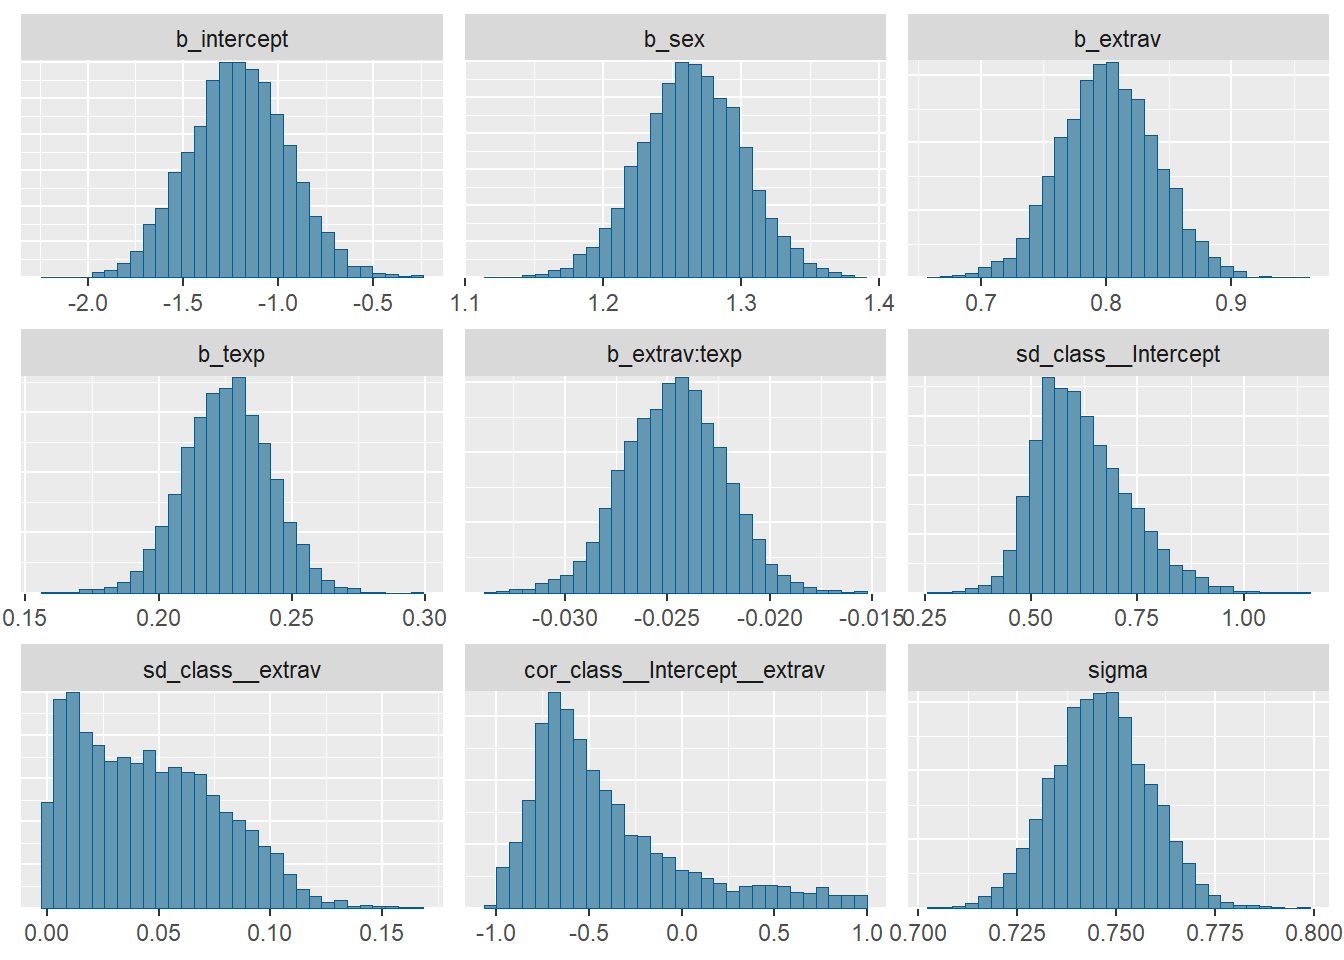 b_intercept b_sex b_extrav
-2.0 -1.5 -1.0 -0.5 1.1 1.2 1.3 1.4 0.7 0.8 0.9
b_texp b_extrav:texp sd_class__Intercept
0.15 0.20 0.25 0.30 -0.030 -0.025 -0.020 -0.015 0.25 0.50 0.75 1.00
sd_class__extrav cor_class__Intercept__extrav sigma
0.00 0.05 0.10 0.15 -1.0 -0.5 0.0 0.5 1.0 0.700 0.725 0.750 0.775 0.800